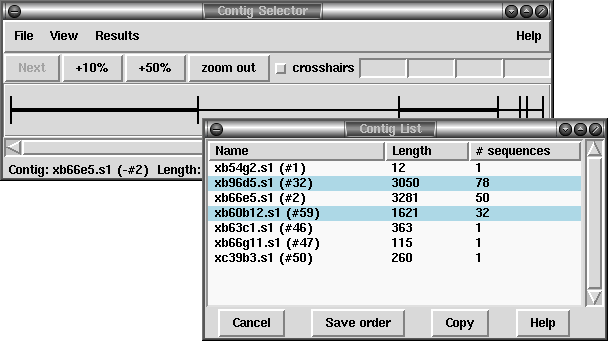 Contig Selector
File View Results Help
Next +10% +50% zoom out crosshairs
Contig: xb66e5.s1 (-#2) Length:
Contig List
Name Length # sequences
xb54g2.s1 (#1) 12 1
xb96d5.s1 (#32) 3050 78
xb66e5.s1 (#2) 3281 50
xb60b12.s1 (#59) 1621 32
xb63c1.s1 (#46) 363 1
xb66g11.s1 (#47) 115 1
xc39b3.s1 (#50) 260 1
Cancel Save order Copy Help